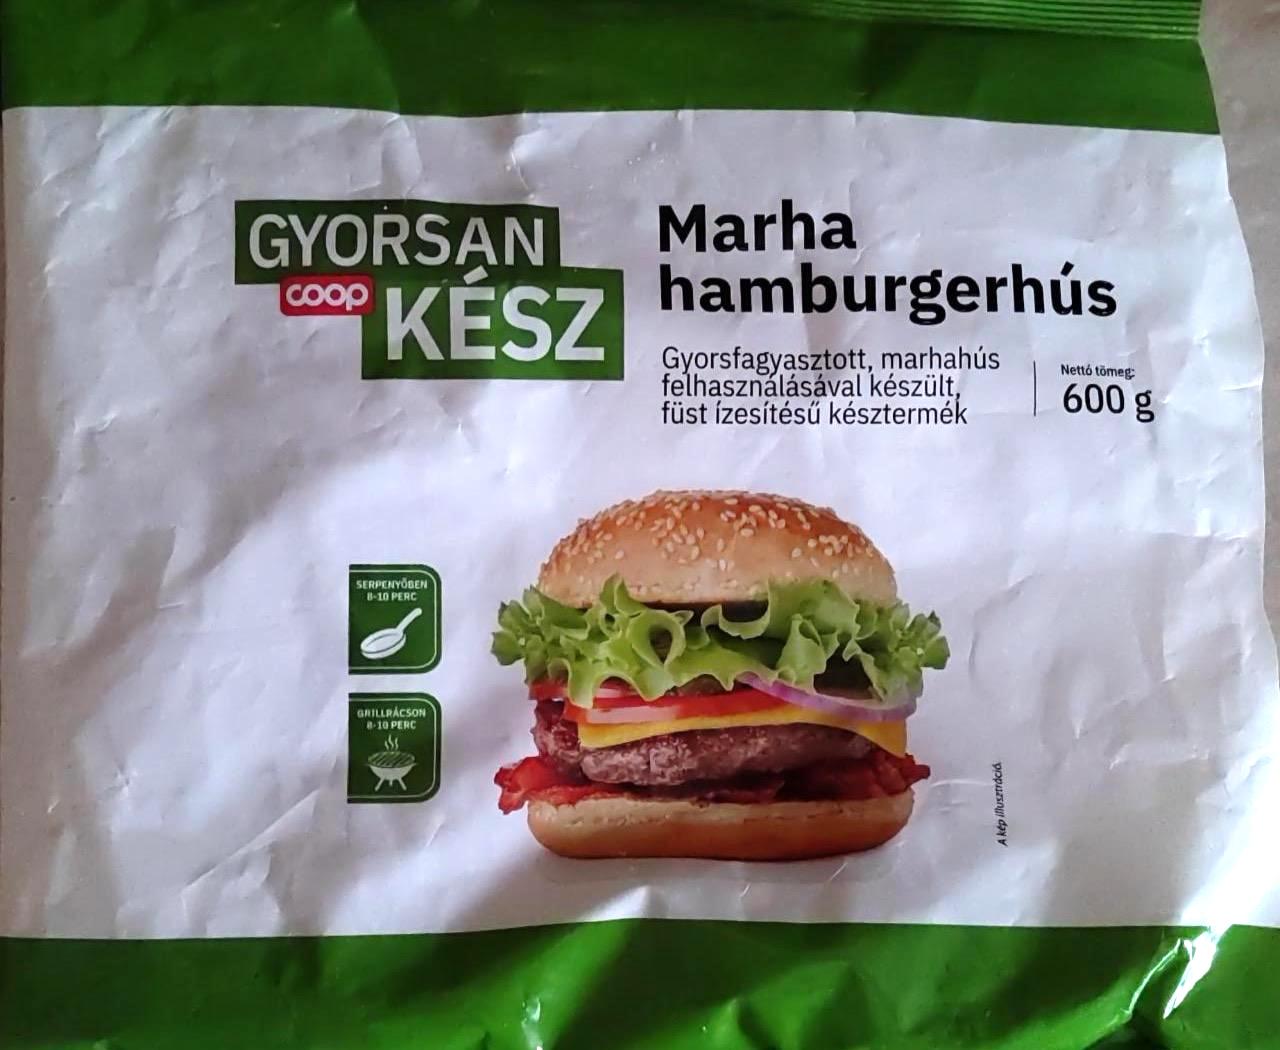 GYORSAN
coop
KÉSZ
Marha
hamburgerhús
Gyorsfagyasztott, marhahús
felhasználásával készült,
füst ízesítésű késztermék
Nettó tömeg:
600 g
SERPENYŐBEN
8-10 PERC
GRILLRÁCSON
8-10 PERC
A kép illusztráció.